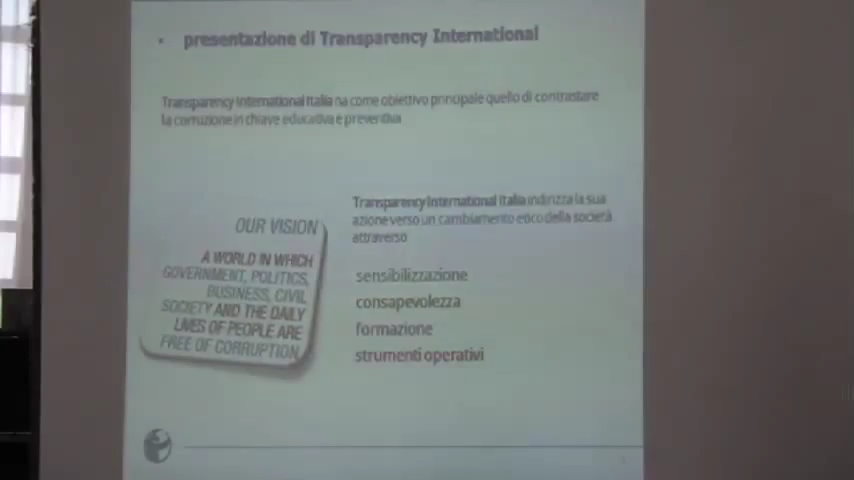 • presentazione di Transparency International
Transparency International Italia ha come obiettivo principale quello di contrastare
la corruzione in chiave educativa e preventiva
Transparency International Italia indirizza la sua
azione verso un cambiamento etico della società
attraverso
sensibilizzazione
consapevolezza
formazione
strumenti operativi
OUR VISION
A WORLD IN WHICH
GOVERNMENT, POLITICS,
BUSINESS, CIVIL
SOCIETY AND THE DAILY
LIVES OF PEOPLE ARE
FREE OF CORRUPTION